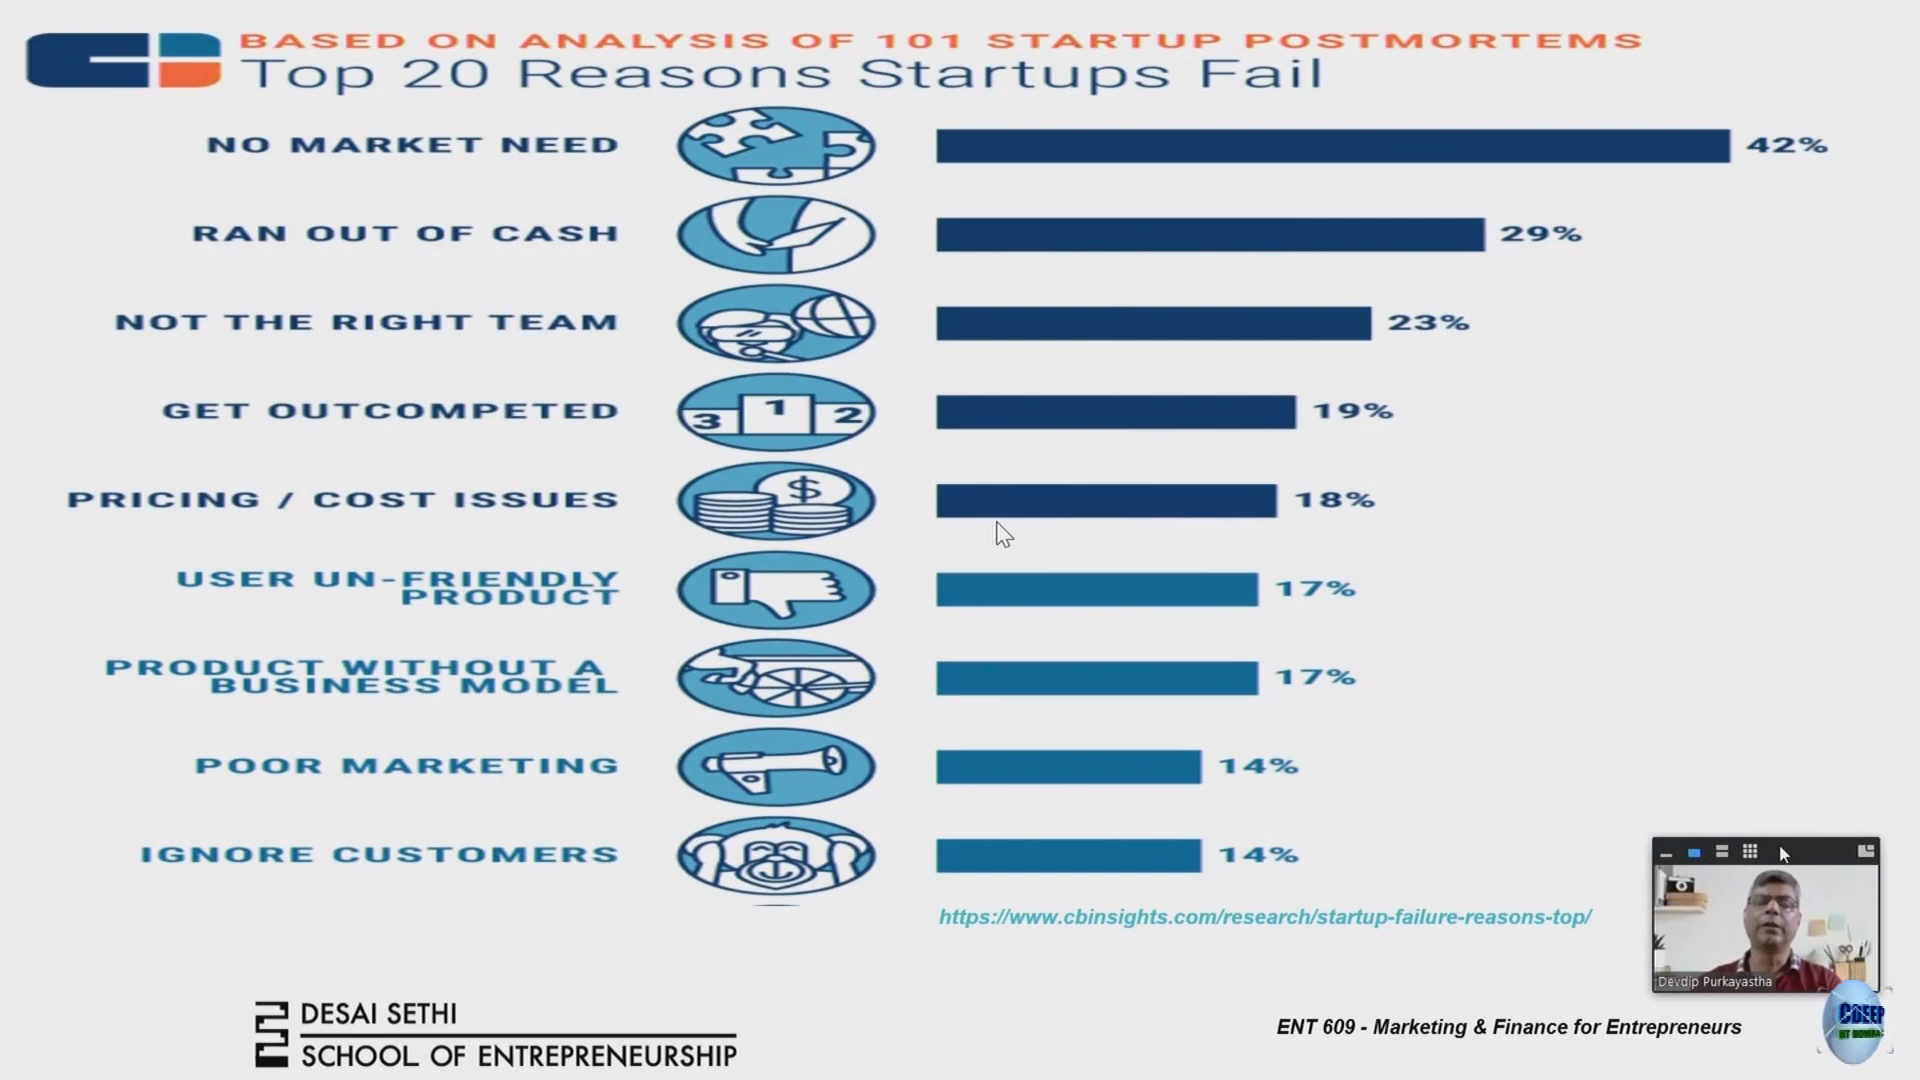 BASED ON ANALYSIS OF 101 STARTUP POSTMORTEMS
Top 20 Reasons Startups Fail
NO MARKET NEED
42%
RAN OUT OF CASH
29%
NOT THE RIGHT TEAM
23%
GET OUTCOMPETED
3 1 2
19%
PRICING / COST ISSUES
$
18%
USER UN-FRIENDLY
PRODUCT
17%
PRODUCT WITHOUT A
BUSINESS MODEL
17%
POOR MARKETING
14%
IGNORE CUSTOMERS
14%
https://www.cbinsights.com/research/startup-failure-reasons-top/
Devdip Purkayastha
DESAI SETHI
SCHOOL OF ENTREPRENEURSHIP
ENT 609 - Marketing & Finance for Entrepreneurs
CDEEP
IIT BOMBAY